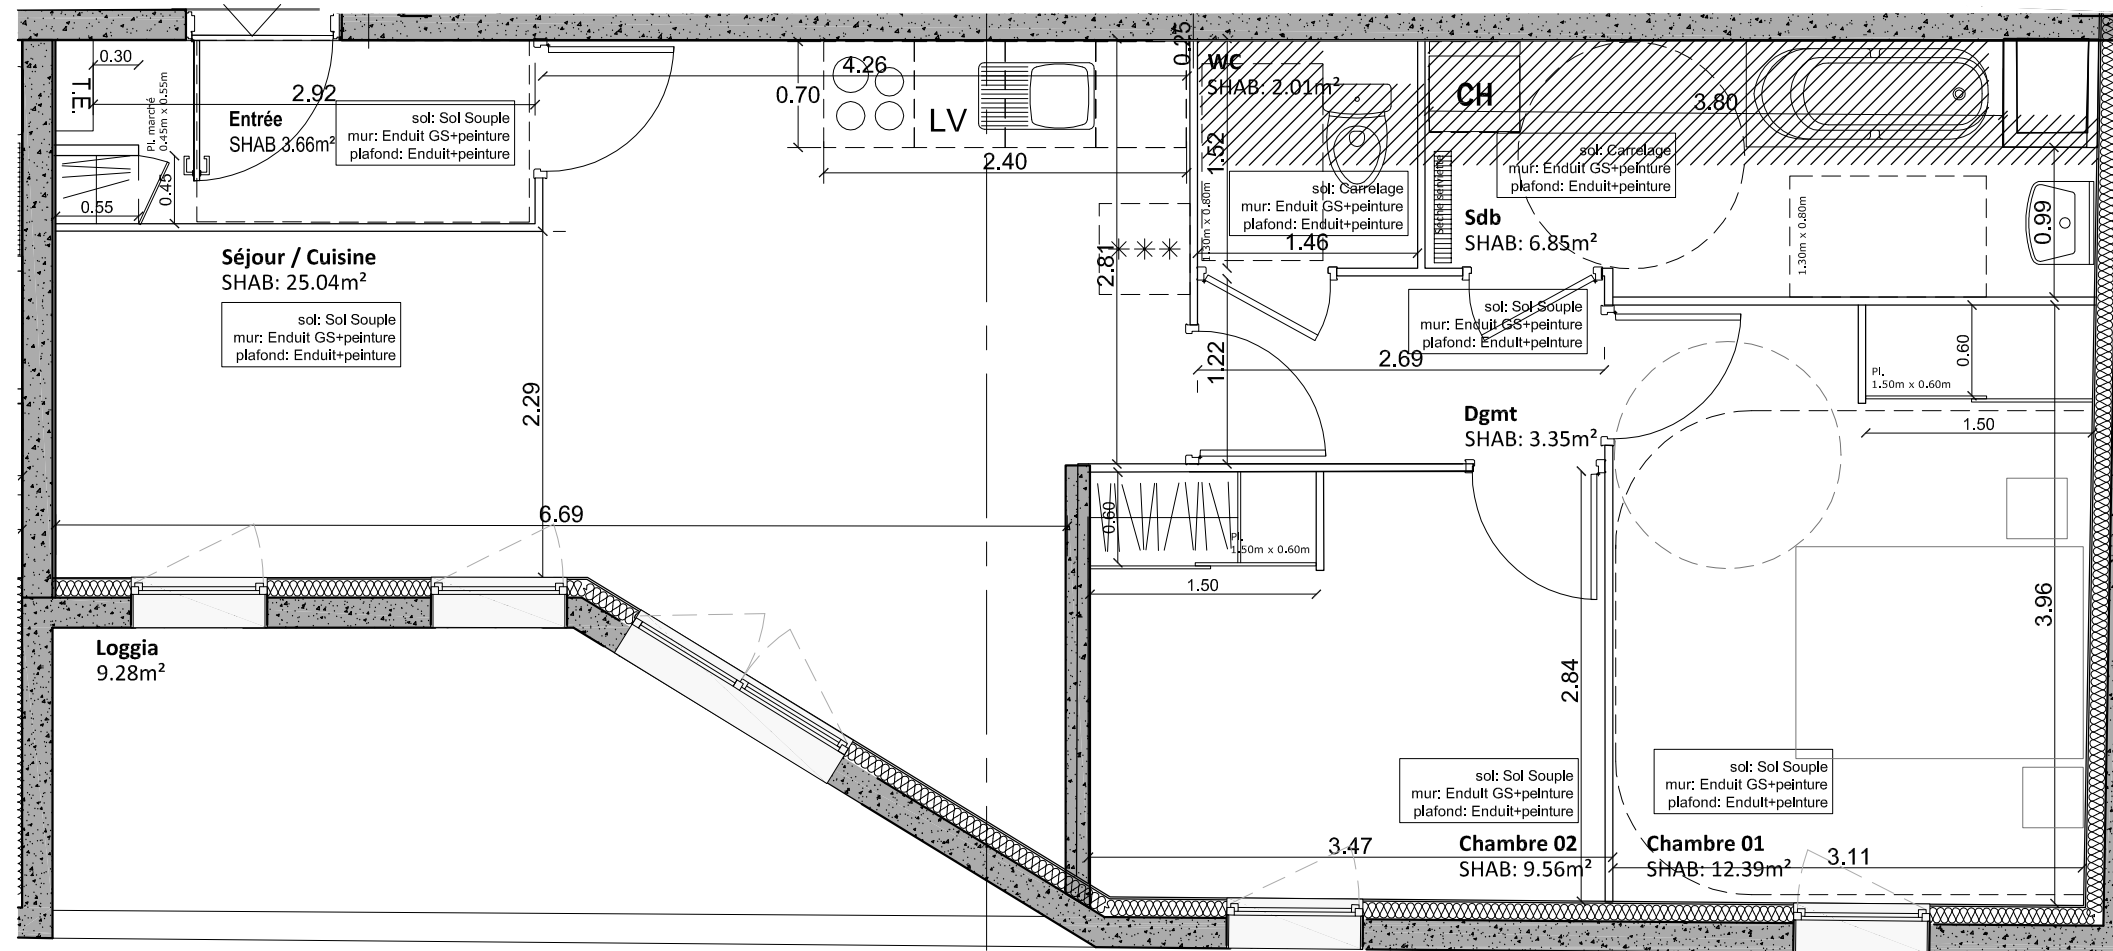 0.30
T.E.
Pl. marché
0.45m x 0.55m
2.92
Entrée
SHAB 3.66m²
sol: Sol Souple
mur: Enduit GS+peinture
plafond: Enduit+peinture
0.55
0.45
4.26
0.70
LV
2.40
0.25
WC
SHAB: 2.01m²
1.52
1.30m x 0.80m
sol: Carrelage
mur: Enduit GS+peinture
plafond: Enduit+peinture
1.46
CH
3.80
sol: Carrelage
mur: Enduit GS+peinture
plafond: Enduit+peinture
Sèche serviette
Sdb
SHAB: 6.85m²
1.30m x 0.80m
0.99
Séjour / Cuisine
SHAB: 25.04m²
sol: Sol Souple
mur: Enduit GS+peinture
plafond: Enduit+peinture
2.29
2.81
1.22
sol: Sol Souple
mur: Enduit GS+peinture
plafond: Enduit+peinture
2.69
Dgmt
SHAB: 3.35m²
0.60
Pl.
1.50m x 0.60m
1.50
6.69
0.60
Pl.
1.50m x 0.60m
1.50
3.96
2.84
Loggia
9.28m²
sol: Sol Souple
mur: Enduit GS+peinture
plafond: Enduit+peinture
3.47
Chambre 02
SHAB: 9.56m²
sol: Sol Souple
mur: Enduit GS+peinture
plafond: Enduit+peinture
Chambre 01
SHAB: 12.39m²
3.11